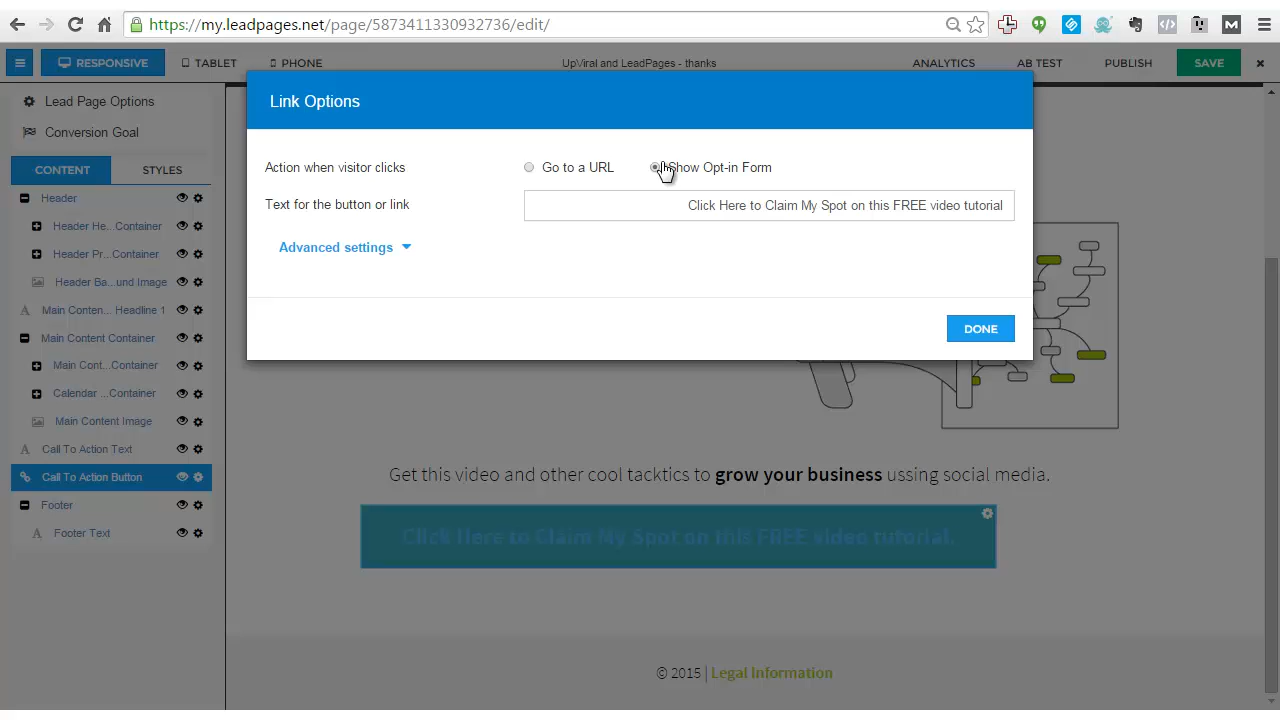 https://my.leadpages.net/page/5873411330932736/edit/
RESPONSIVE
TABLET
PHONE
UpViral and LeadPages - thanks
ANALYTICS
AB TEST
PUBLISH
SAVE
Lead Page Options
Conversion Goal
CONTENT
STYLES
Header
Header He... Container
Header Pr... Container
Header Ba...und Image
Main Conten... Headline 1
Main Content Container
Main Cont...Container
Calendar ...Container
Main Content Image
Call To Action Text
Call To Action Button
Footer
Footer Text
Link Options
Action when visitor clicks
Go to a URL
Show Opt-in Form
Text for the button or link
Click Here to Claim My Spot on this FREE video tutorial
Advanced settings
DONE
Get this video and other cool tacktics to grow your business ussing social media.
Click Here to Claim My Spot on this FREE video tutorial.
© 2015 | Legal Information